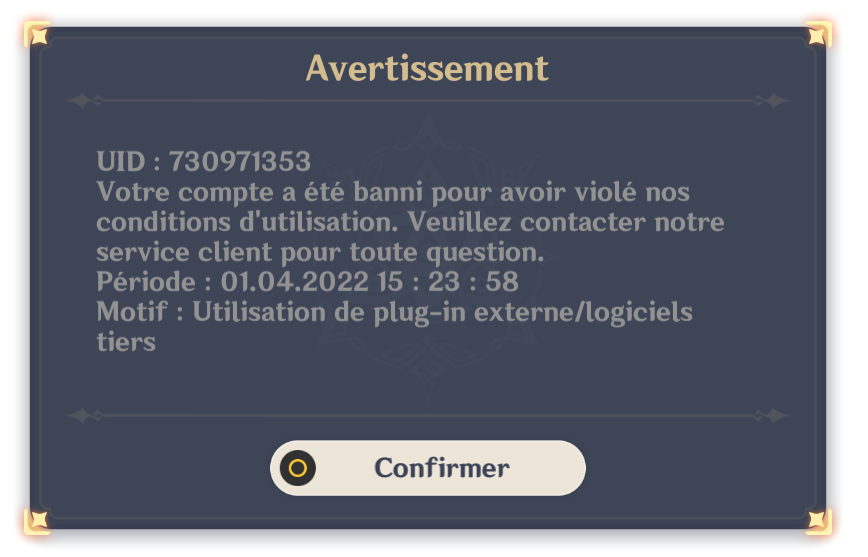 Avertissement
UID : 730971353
Votre compte a été banni pour avoir violé nos
conditions d'utilisation. Veuillez contacter notre
service client pour toute question.
Période : 01.04.2022 15 : 23 : 58
Motif : Utilisation de plug-in externe/logiciels
tiers
Confirmer